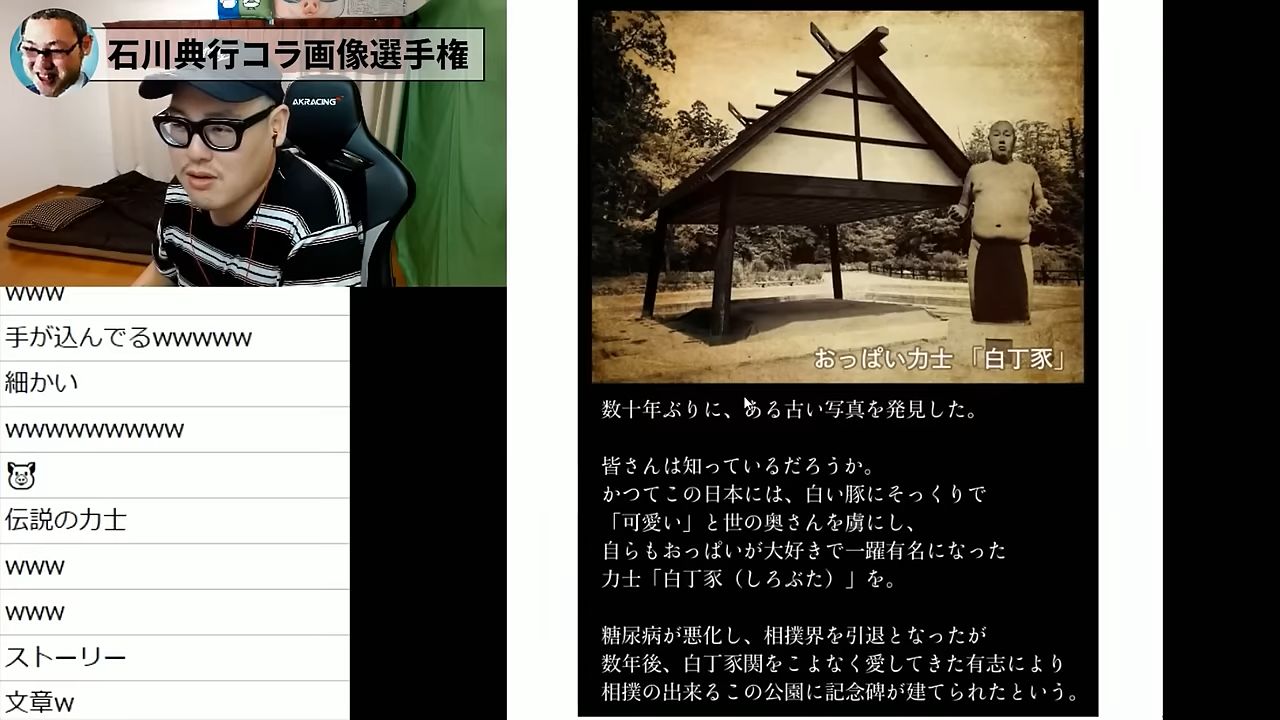 石川典行コラ画像選手権
AKRACING
www
手が込んでるwwwww
細かい
wwwwwwwww
伝説の力士
www
www
ストーリー
文章w
おっぱい力士 「白丁豕」
数十年ぶりに、ある古い写真を発見した。
皆さんは知っているだろうか。
かつてこの日本には、白い豚にそっくりで
「可愛い」と世の奥さんを虜にし、
自らもおっぱいが大好きで一躍有名になった
力士「白丁豕（しろぶた）」を。
糖尿病が悪化し、相撲界を引退となったが
数年後、白丁豕関をこよなく愛してきた有志により
相撲の出来るこの公園に記念碑が建てられたという。